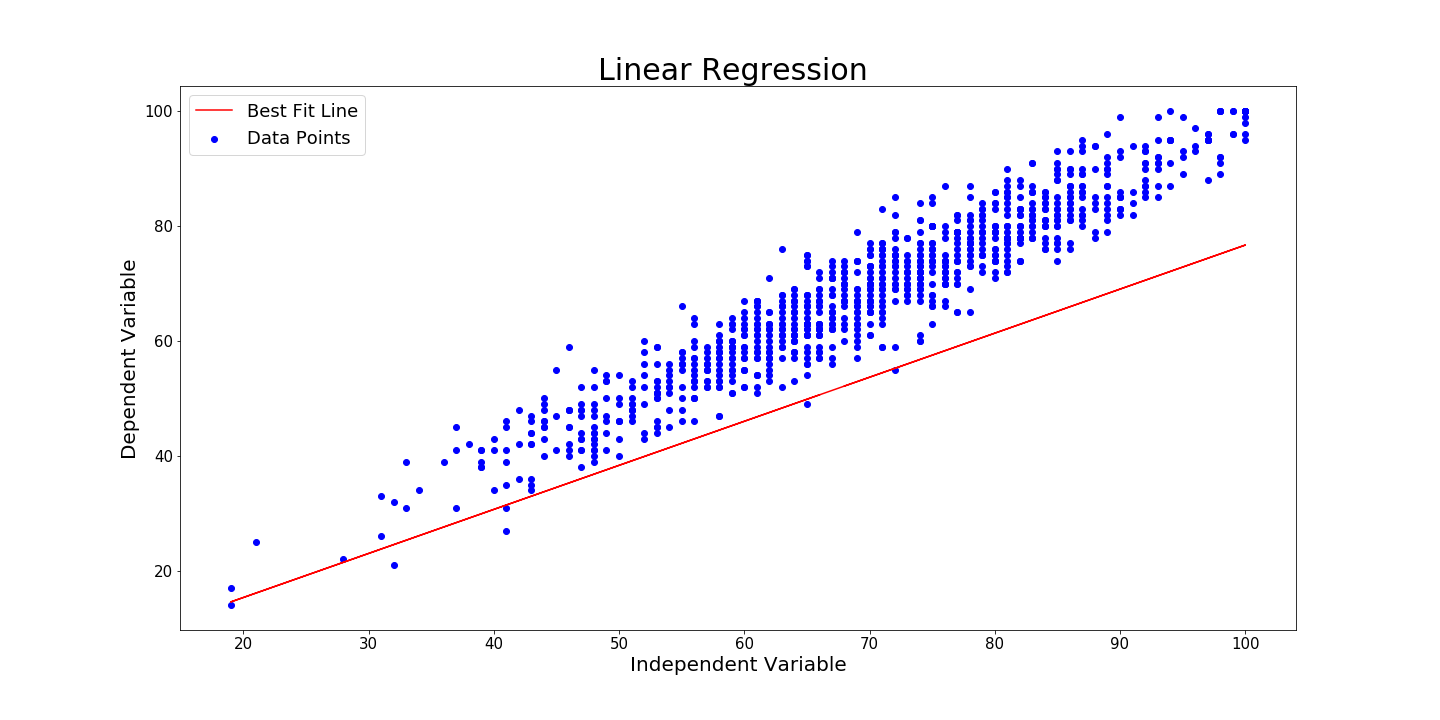 Linear Regression
Best Fit Line
Data Points
100
80
60
40
20
Dependent Variable
20 30 40 50 60 70 80 90 100
Independent Variable